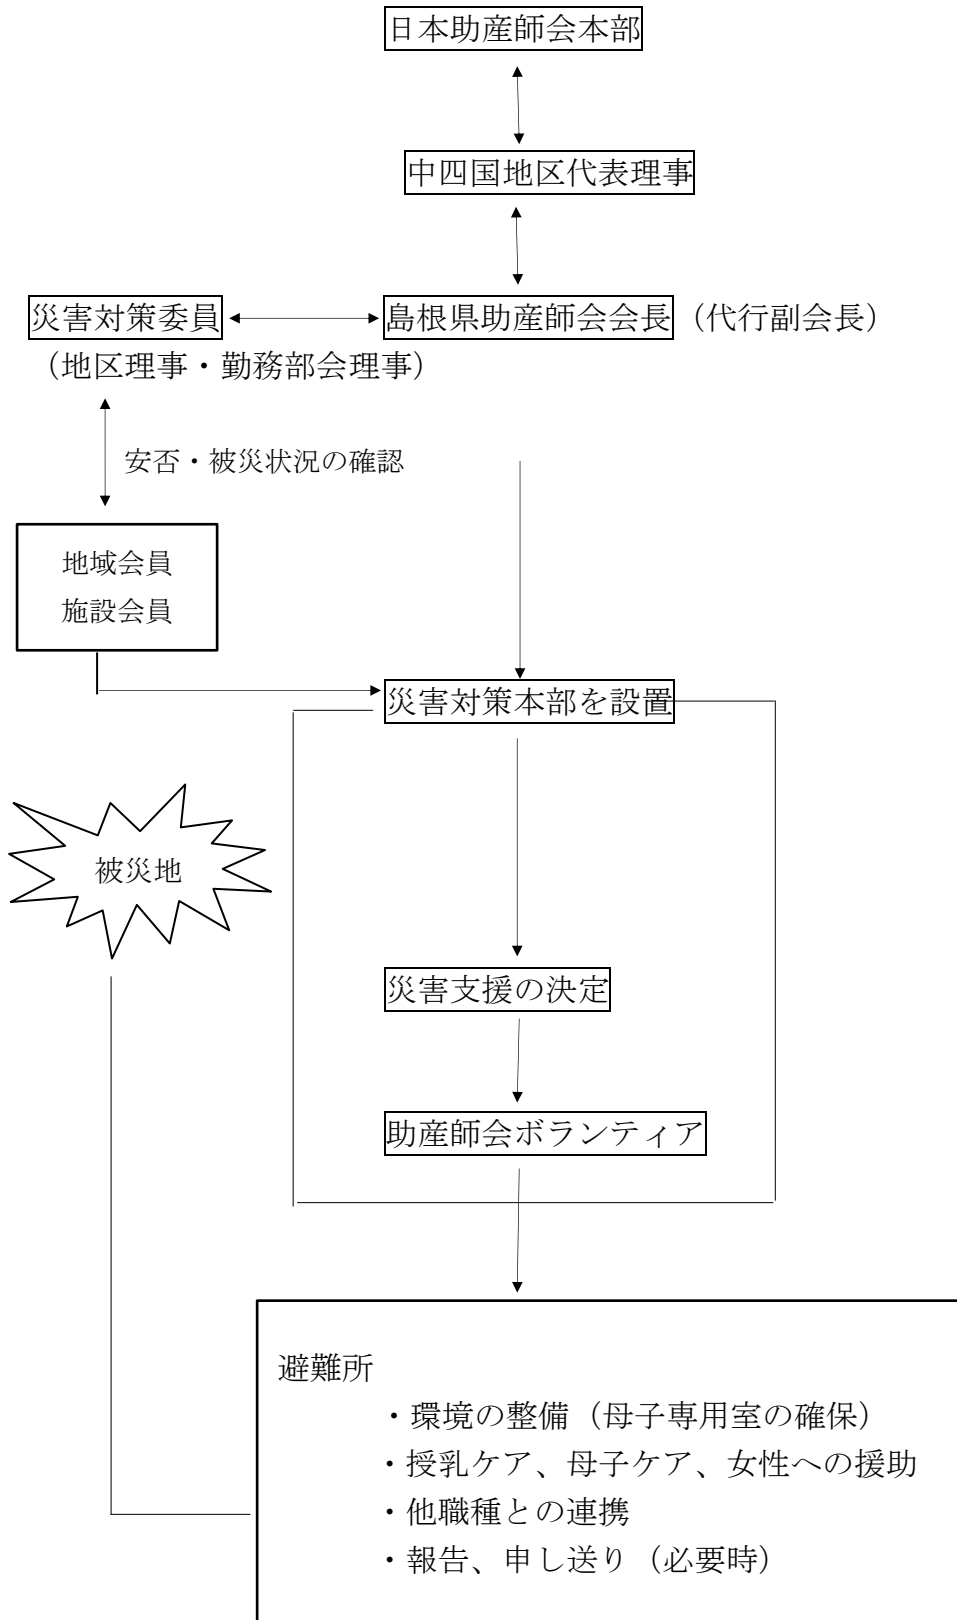 日本助産師会本部
中四国地区代表理事
災害対策委員
島根県助産師会会長（代行副会長）
（地区理事・勤務部会理事）
安否・被災状況の確認
地域会員
施設会員
災害対策本部を設置
被災地
災害支援の決定
助産師会ボランティア
避難所
・環境の整備（母子専用室の確保）
・授乳ケア、母子ケア、女性への援助
・他職種との連携
・報告、申し送り（必要時）